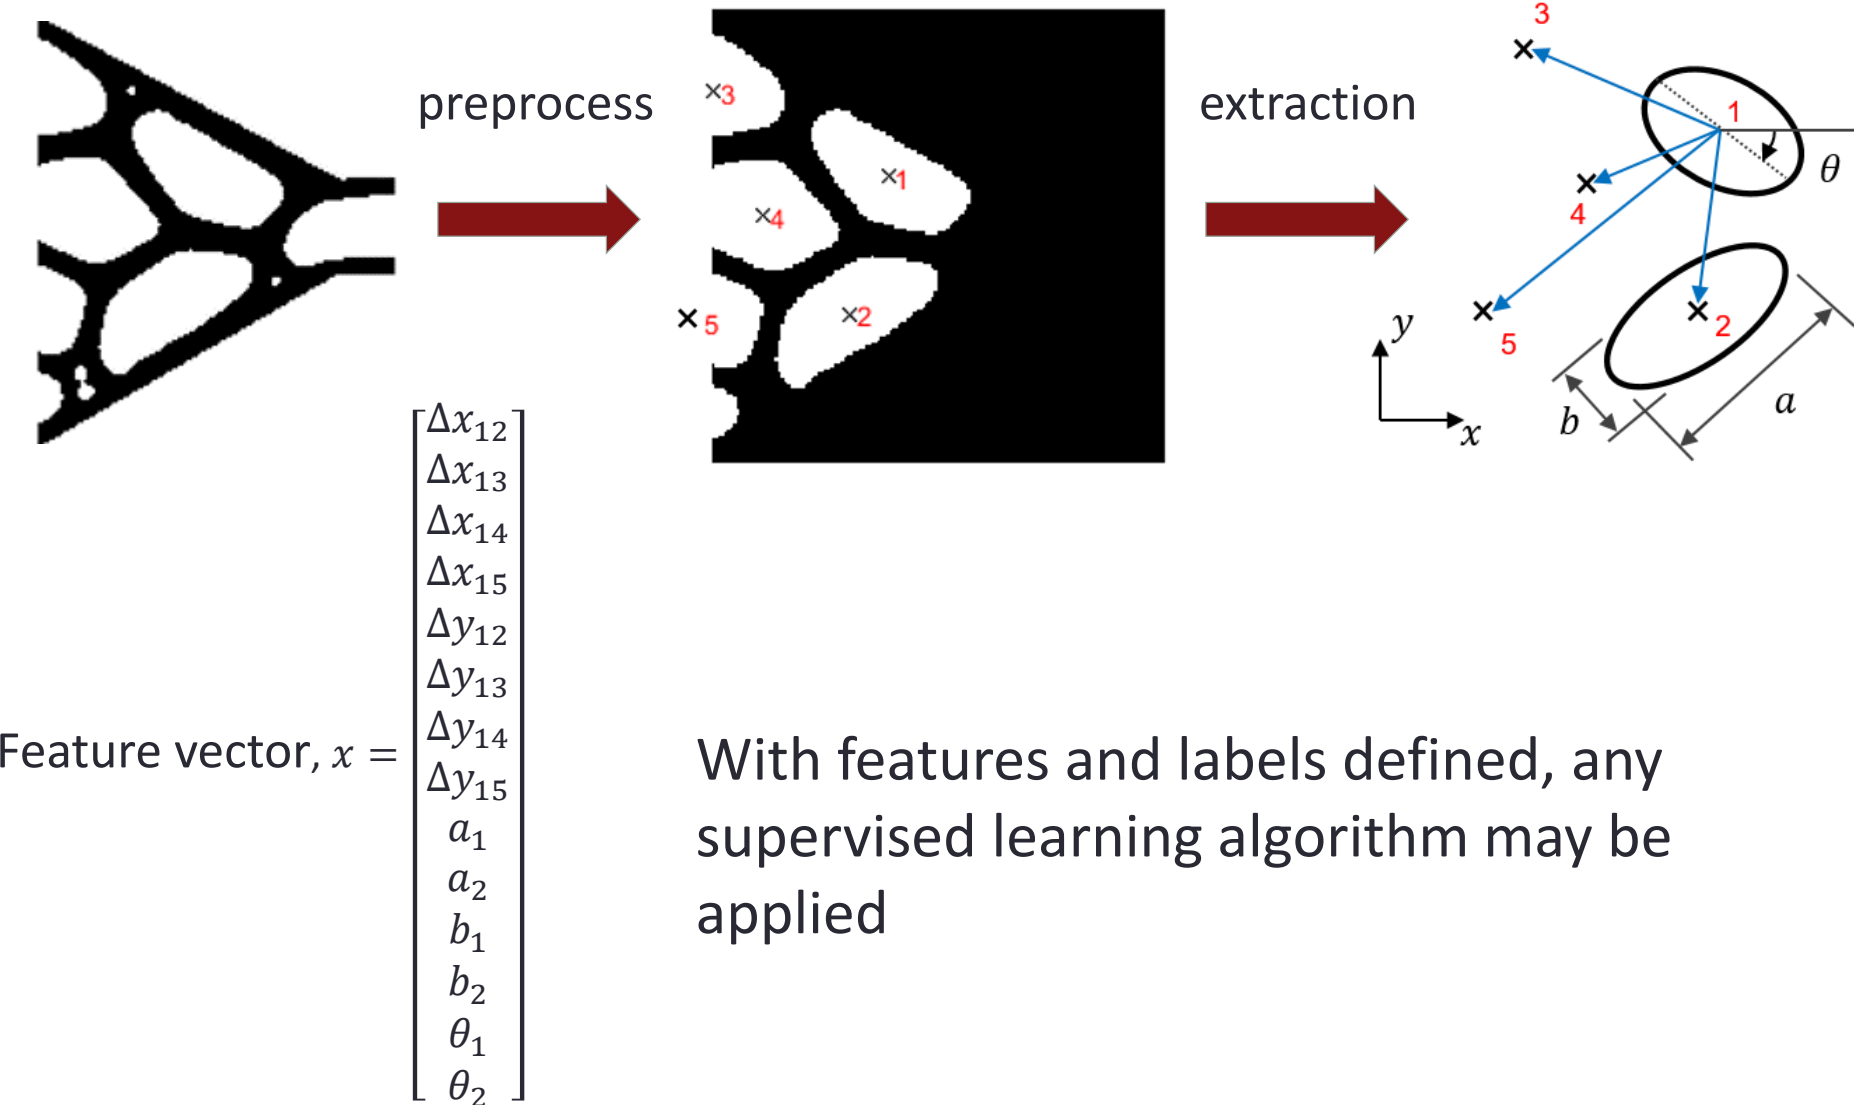 preprocess
extraction
3
1
4
5
2
3
1
θ
4
5
2
y
x
b
a
Feature vector, x =
Δx₁₂
Δx₁₃
Δx₁₄
Δx₁₅
Δy₁₂
Δy₁₃
Δy₁₄
Δy₁₅
a₁
a₂
b₁
b₂
θ₁
θ₂
With features and labels defined, any
supervised learning algorithm may be
applied